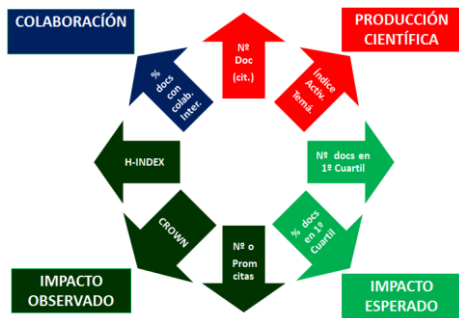 COLABORACIÓN
PRODUCCIÓN
CIENTÍFICA
Nº
Doc
(cit.)
Índice
Activ.
Temá.
% docs
con
colab.
Inter.
H-INDEX
Nº docs en
1º Cuartil
CROWN
% docs
en 1º
Cuartil
Nº o
Prom
citas
IMPACTO
OBSERVADO
IMPACTO
ESPERADO